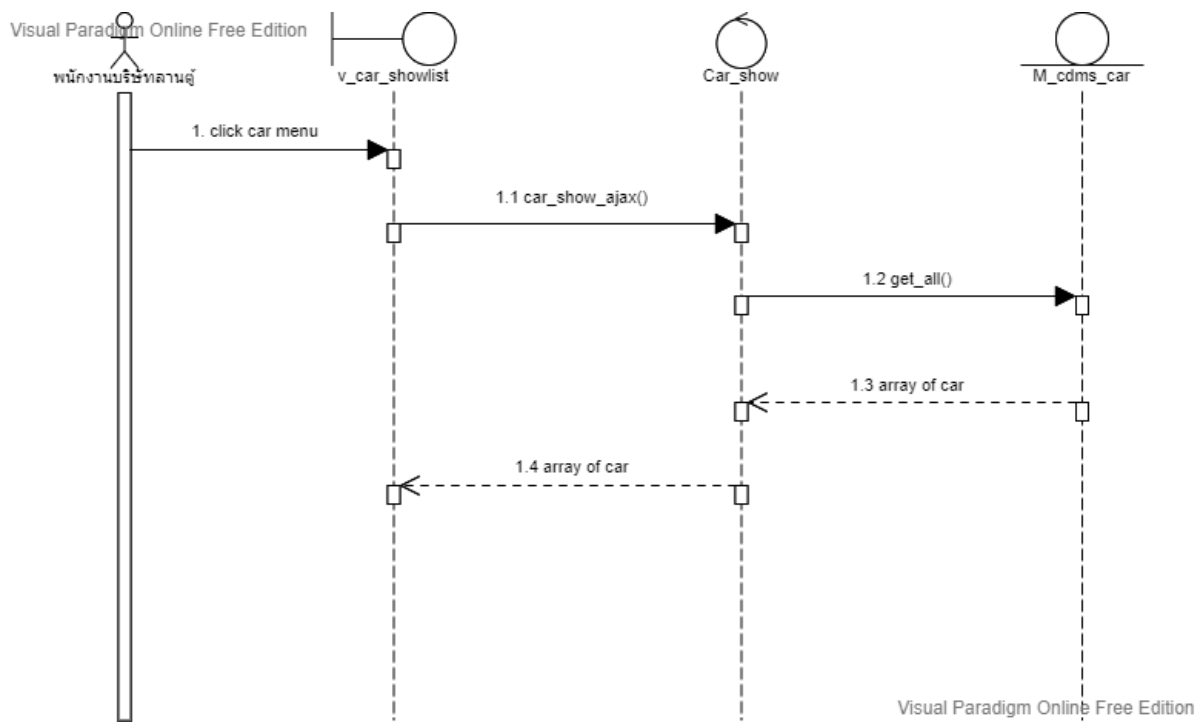 Visual Paradigm Online Free Edition
พนักงานบริษัทลานตู้
v_car_showlist
Car_show
M_cdms_car
1. click car menu
1.1 car_show_ajax()
1.2 get_all()
1.3 array of car
1.4 array of car
Visual Paradigm Online Free Edition